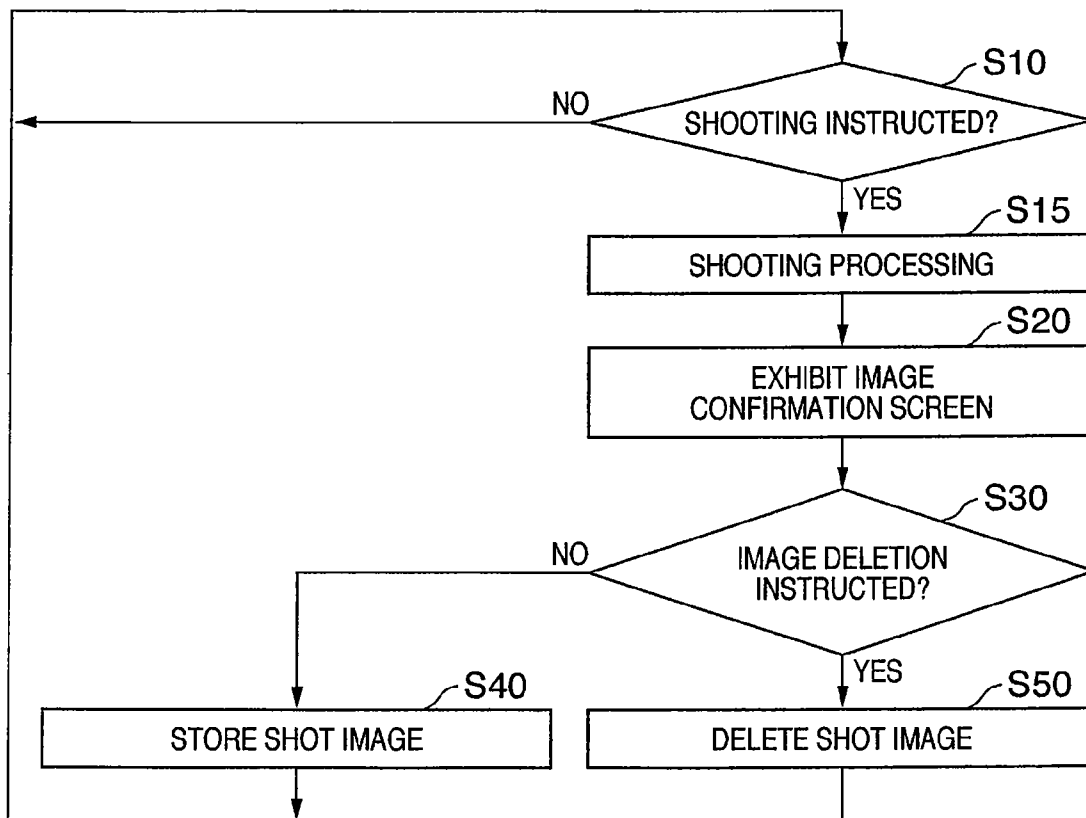 S10
NO
SHOOTING INSTRUCTED?
YES
S15
SHOOTING PROCESSING
S20
EXHIBIT IMAGE
CONFIRMATION SCREEN
S30
NO
IMAGE DELETION
INSTRUCTED?
YES
S40
S50
STORE SHOT IMAGE
DELETE SHOT IMAGE